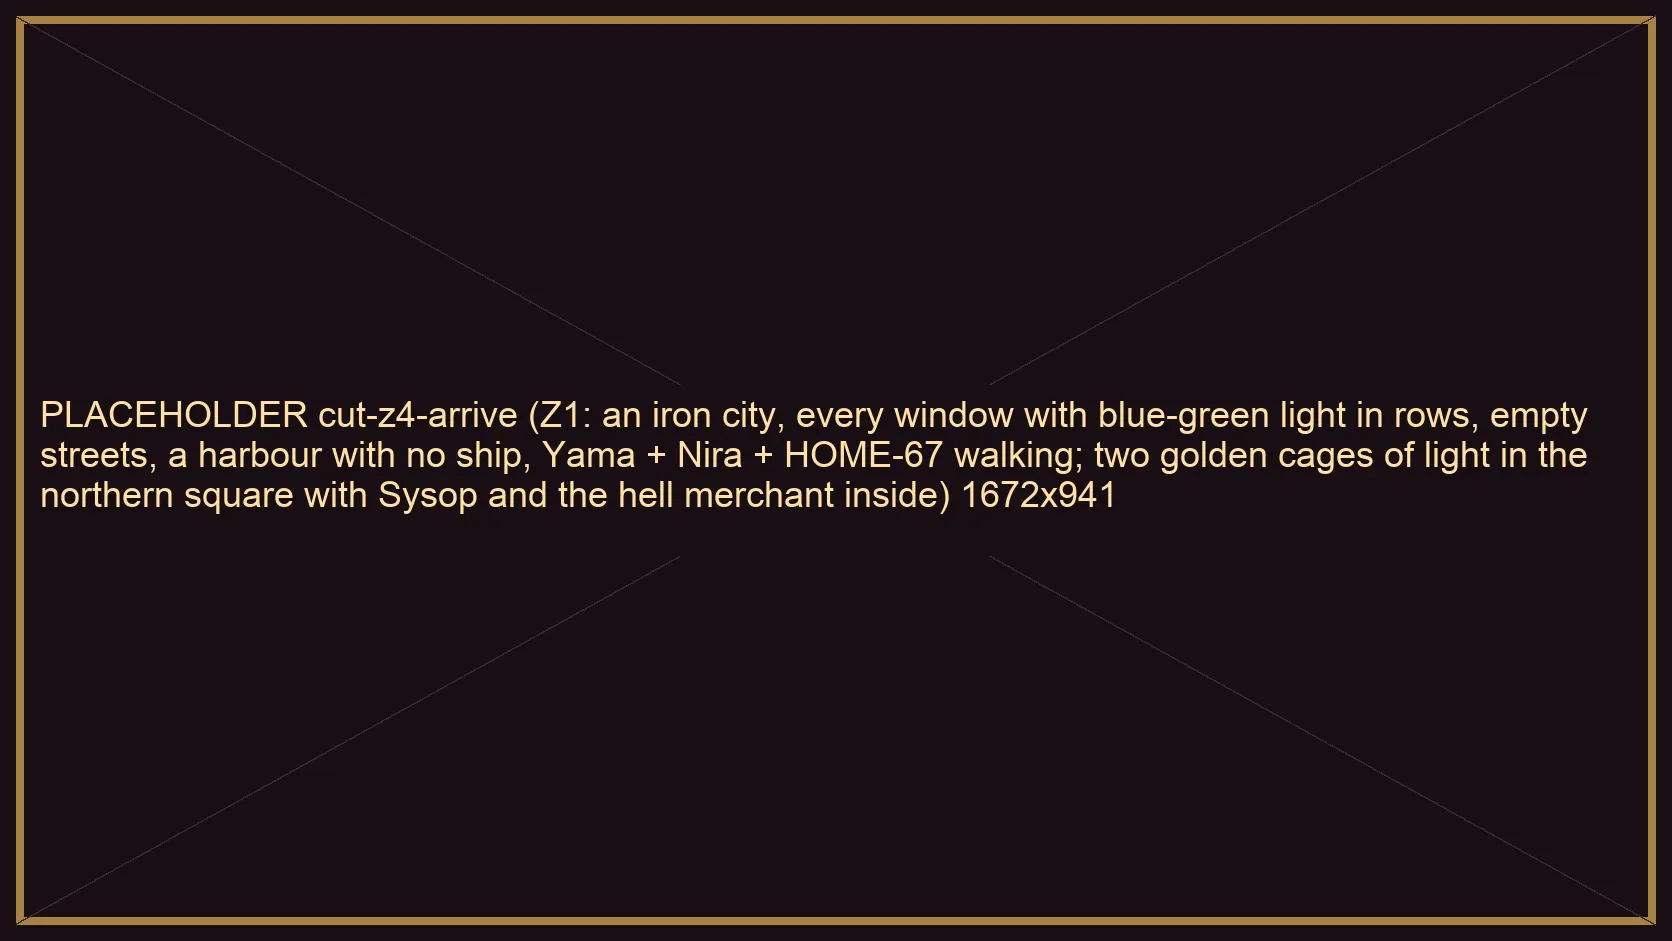 PLACEHOLDER cut-z4-arrive (Z1: an iron city, every window with blue-green light in rows, empty
streets, a harbour with no ship, Yama + Nira + HOME-67 walking; two golden cages of light in the
northern square with Sysop and the hell merchant inside) 1672x941